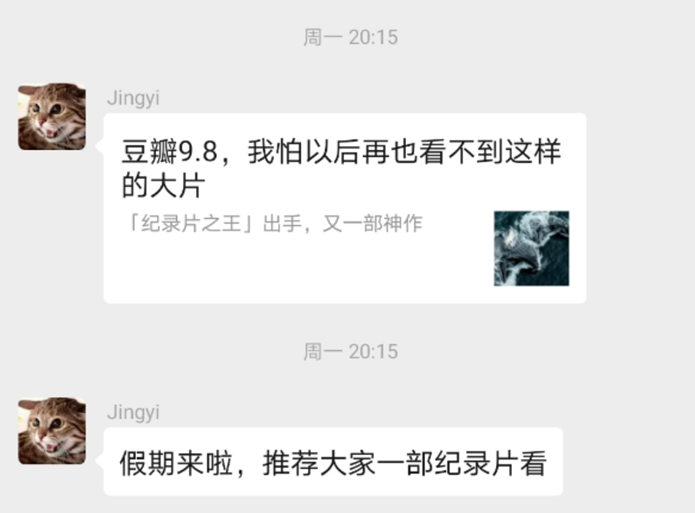 周一 20:15
Jingyi
豆瓣9.8，我怕以后再也看不到这样
的大片
「纪录片之王」出手，又一部神作
周一 20:15
Jingyi
假期来啦，推荐大家一部纪录片看